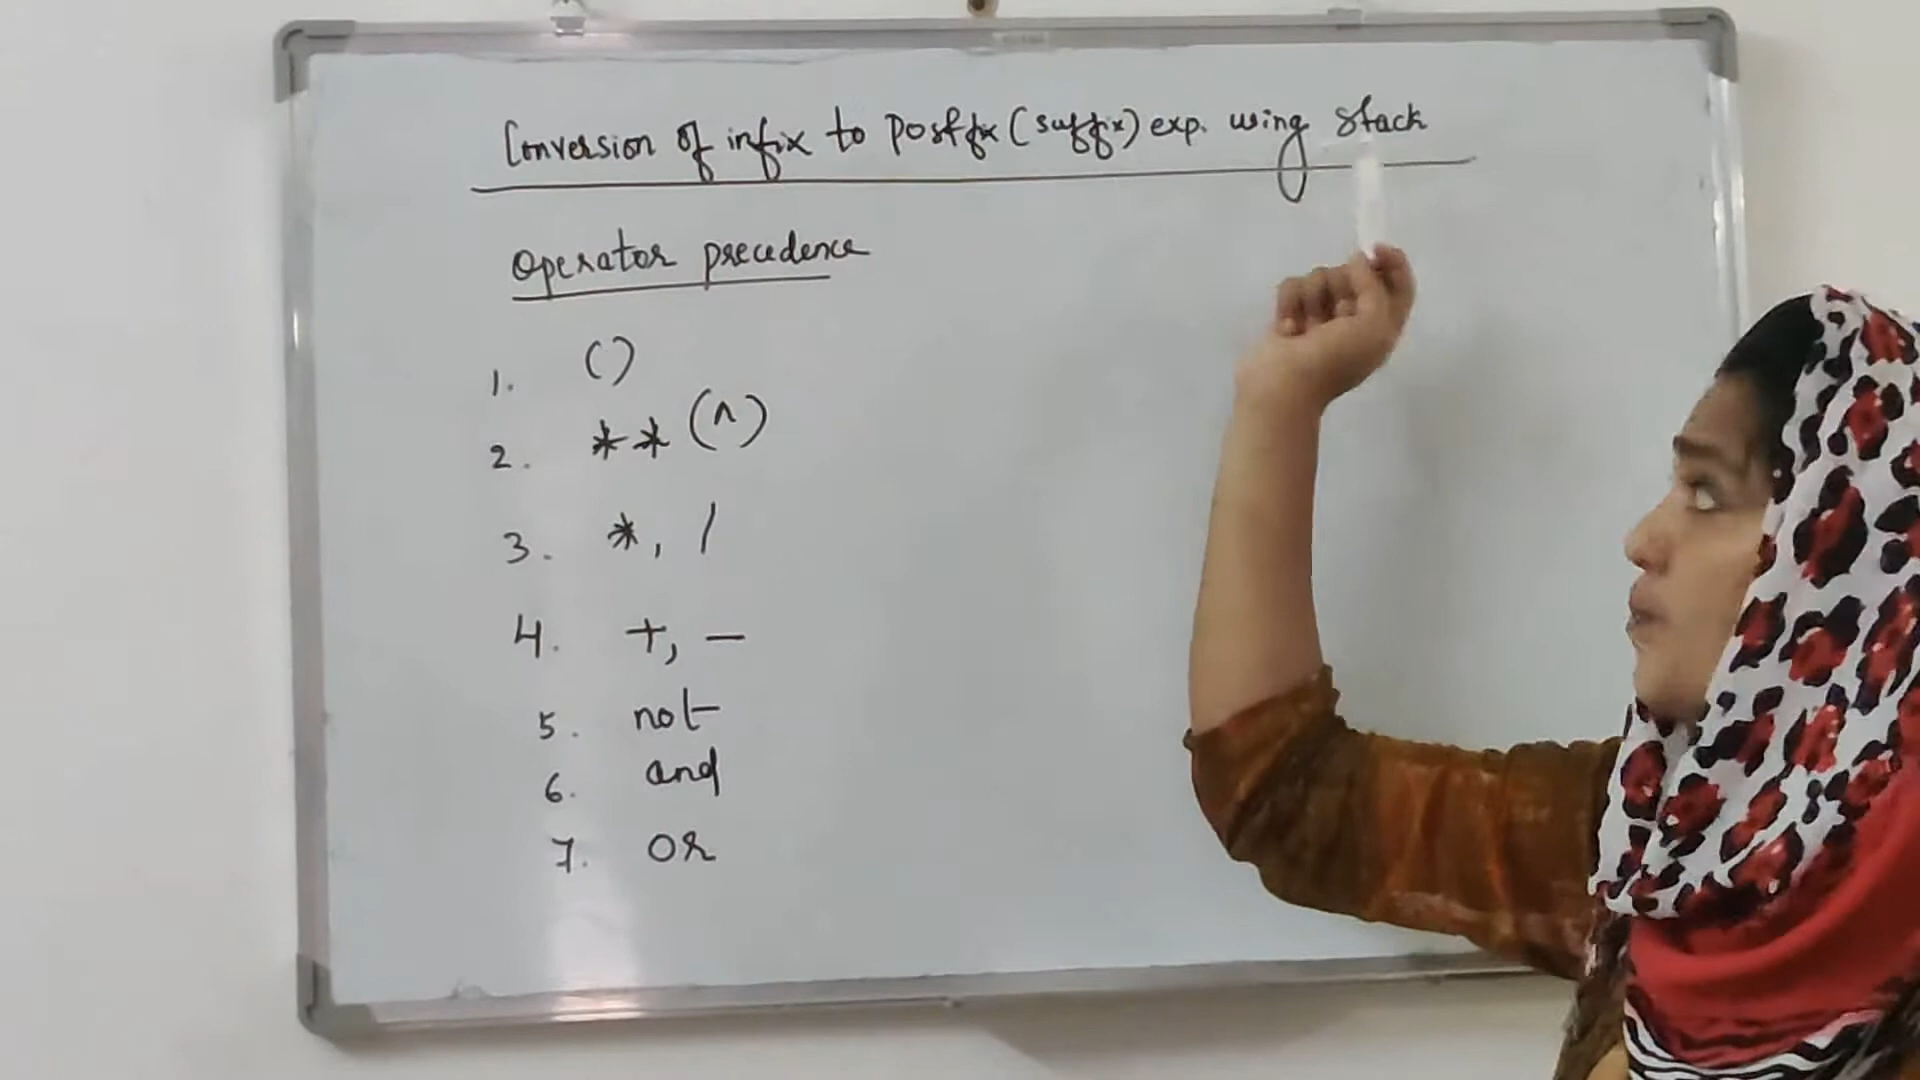 Conversion of infix to postfix (suffix) exp. using stack
Operator precedence
1. ()
2. ** (^)
3. *, /
4. +, -
5. not
6. and
7. or